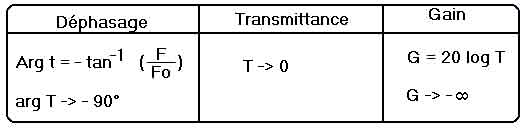 Déphasage
Transmittance
Gain
Arg t = - tan⁻¹ (F/Fo)
arg T -> - 90°
T -> 0
G = 20 log T
G -> -∞